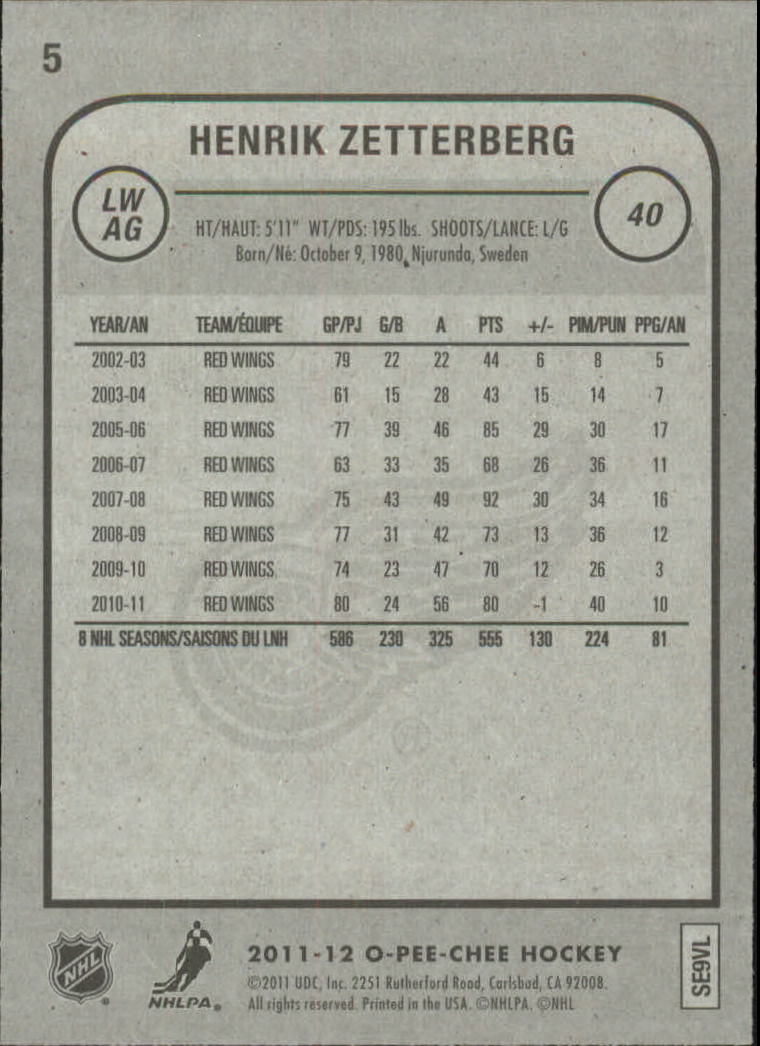 5
HENRIK ZETTERBERG
LW
AG
40
HT/HAUT: 5'11" WT/PDS: 195 lbs. SHOOTS/LANCE: L/G
Born/Né: October 9, 1980, Njurunda, Sweden
YEAR/AN TEAM/ÉQUIPE GP/PJ G/B A PTS +/- PIM/PUN PPG/AN
2002-03 RED WINGS 79 22 22 44 6 8 5
2003-04 RED WINGS 61 15 28 43 15 14 7
2005-06 RED WINGS 77 39 46 85 29 30 17
2006-07 RED WINGS 63 33 35 68 26 36 11
2007-08 RED WINGS 75 43 49 92 30 34 16
2008-09 RED WINGS 77 31 42 73 13 36 12
2009-10 RED WINGS 74 23 47 70 12 26 3
2010-11 RED WINGS 80 24 56 80 -1 40 10
8 NHL SEASONS/SAISONS DU LNH 586 230 325 555 130 224 81
®
NHL
NHLPA
2011-12 O-PEE-CHEE HOCKEY
©2011 UDC, Inc. 2251 Rutherford Road, Carlsbad, CA 92008.
All rights reserved. Printed in the USA. ©NHLPA. ©NHL
SE9VL